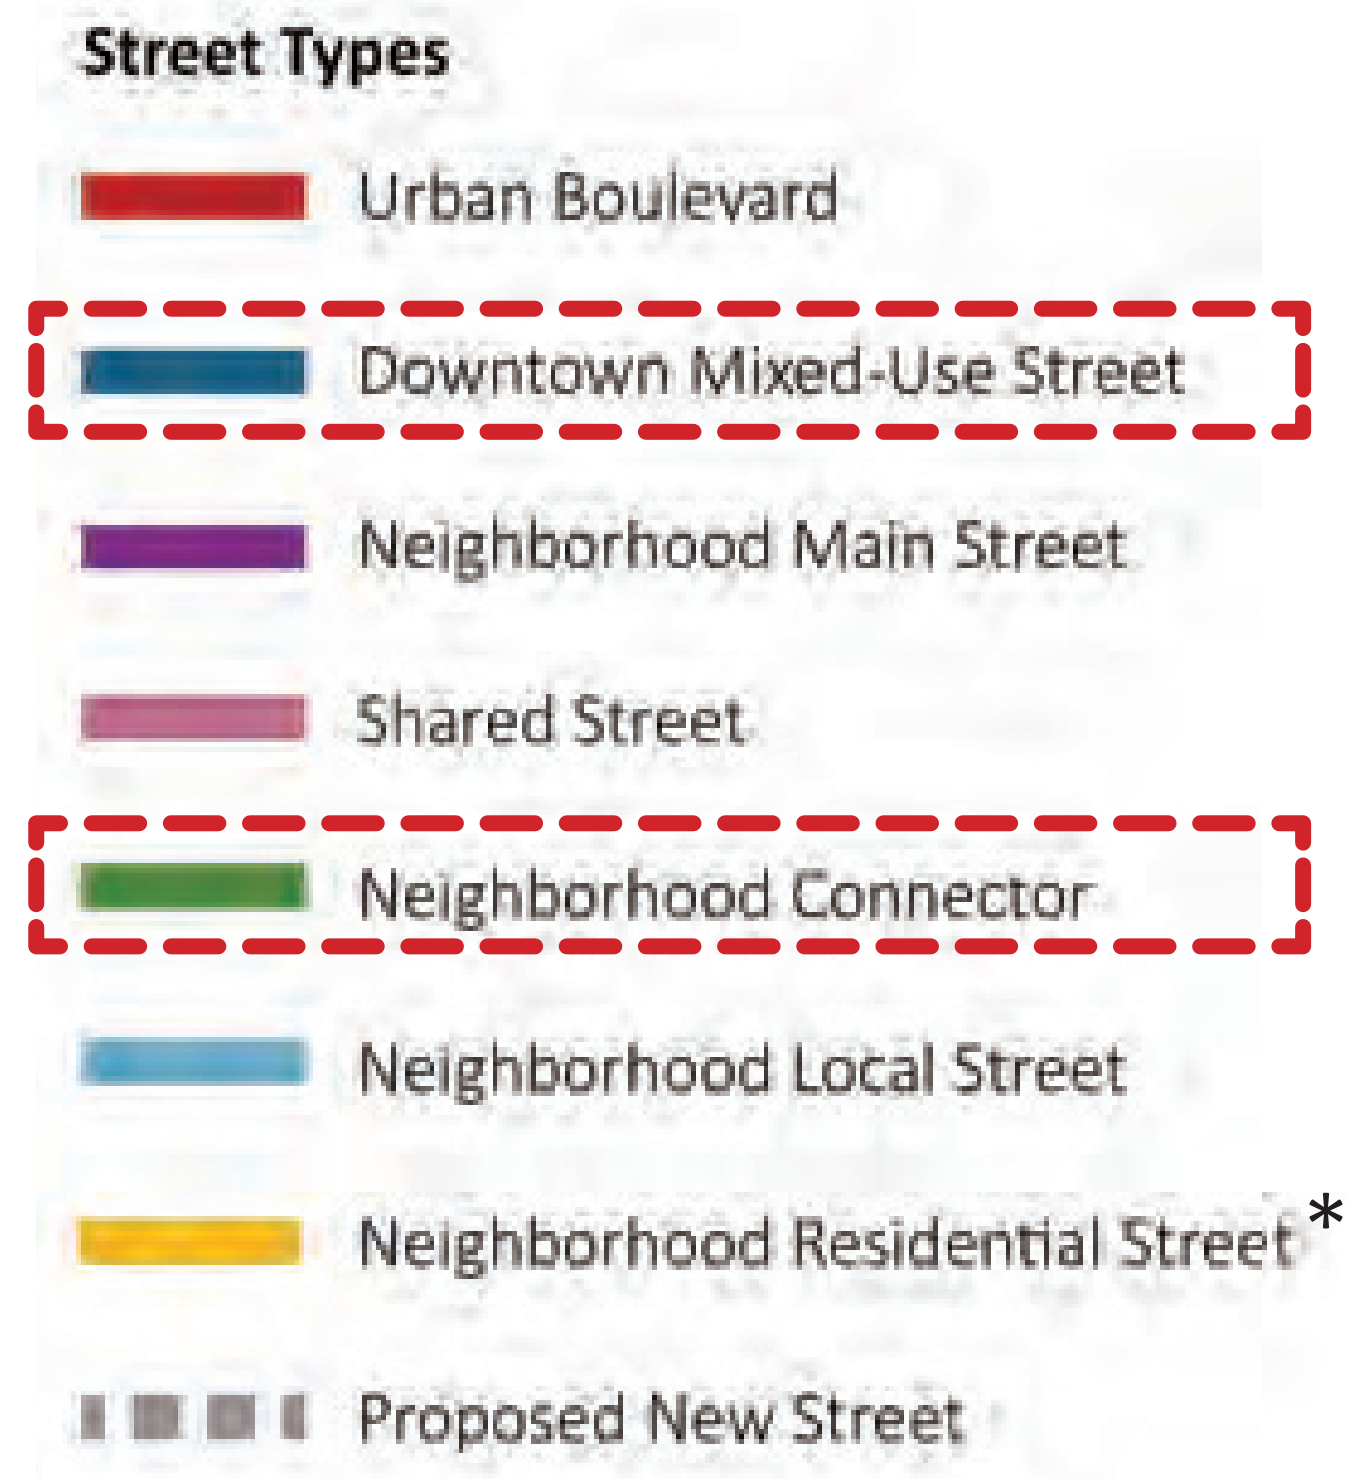 Street Types
Urban Boulevard
Downtown Mixed-Use Street
Neighborhood Main Street
Shared Street
Neighborhood Connector
Neighborhood Local Street
Neighborhood Residential Street*
Proposed New Street